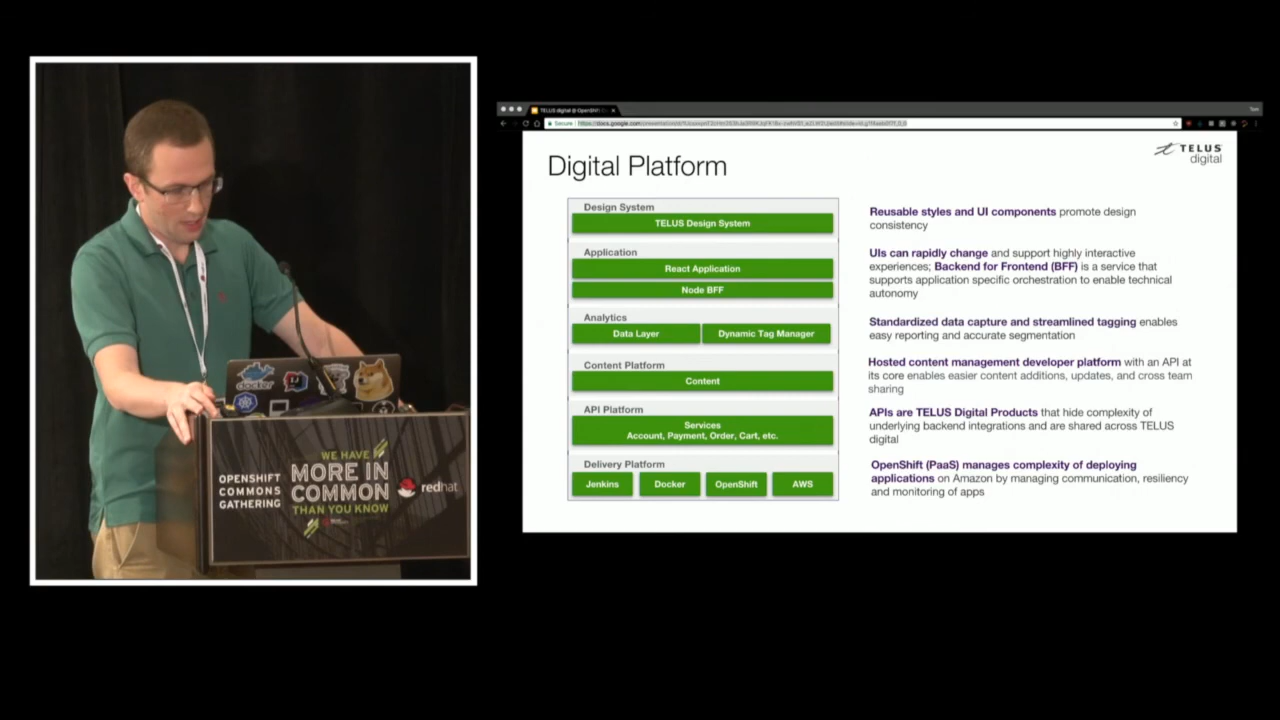 docker
OPENSHIFT
COMMONS
GATHERING
WE HAVE
MORE IN
COMMON
THAN YOU KNOW
redhat
TELUS digital @ OpenShift
Secure
Digital Platform
TELUS
digital
Design System
TELUS Design System
Reusable styles and UI components promote design
consistency
Application
React Application
Node BFF
UIs can rapidly change and support highly interactive
experiences; Backend for Frontend (BFF) is a service that
supports application specific orchestration to enable technical
autonomy
Analytics
Data Layer
Dynamic Tag Manager
Standardized data capture and streamlined tagging enables
easy reporting and accurate segmentation
Content Platform
Content
Hosted content management developer platform with an API at
its core enables easier content additions, updates, and cross team
sharing
API Platform
Services
Account, Payment, Order, Cart, etc.
APIs are TELUS Digital Products that hide complexity of
underlying backend integrations and are shared across TELUS
digital
Delivery Platform
Jenkins
Docker
OpenShift
AWS
OpenShift (PaaS) manages complexity of deploying
applications on Amazon by managing communication, resiliency
and monitoring of apps